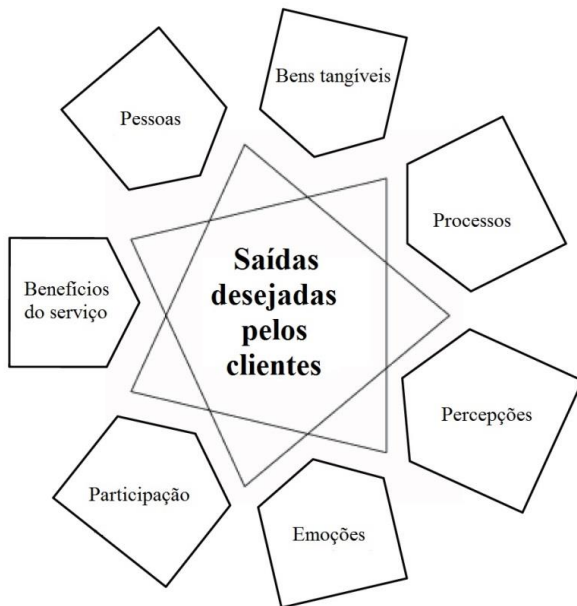 Bens tangíveis
Pessoas
Processos
Saídas
desejadas
pelos
clientes
Benefícios
do serviço
Percepções
Participação
Emoções